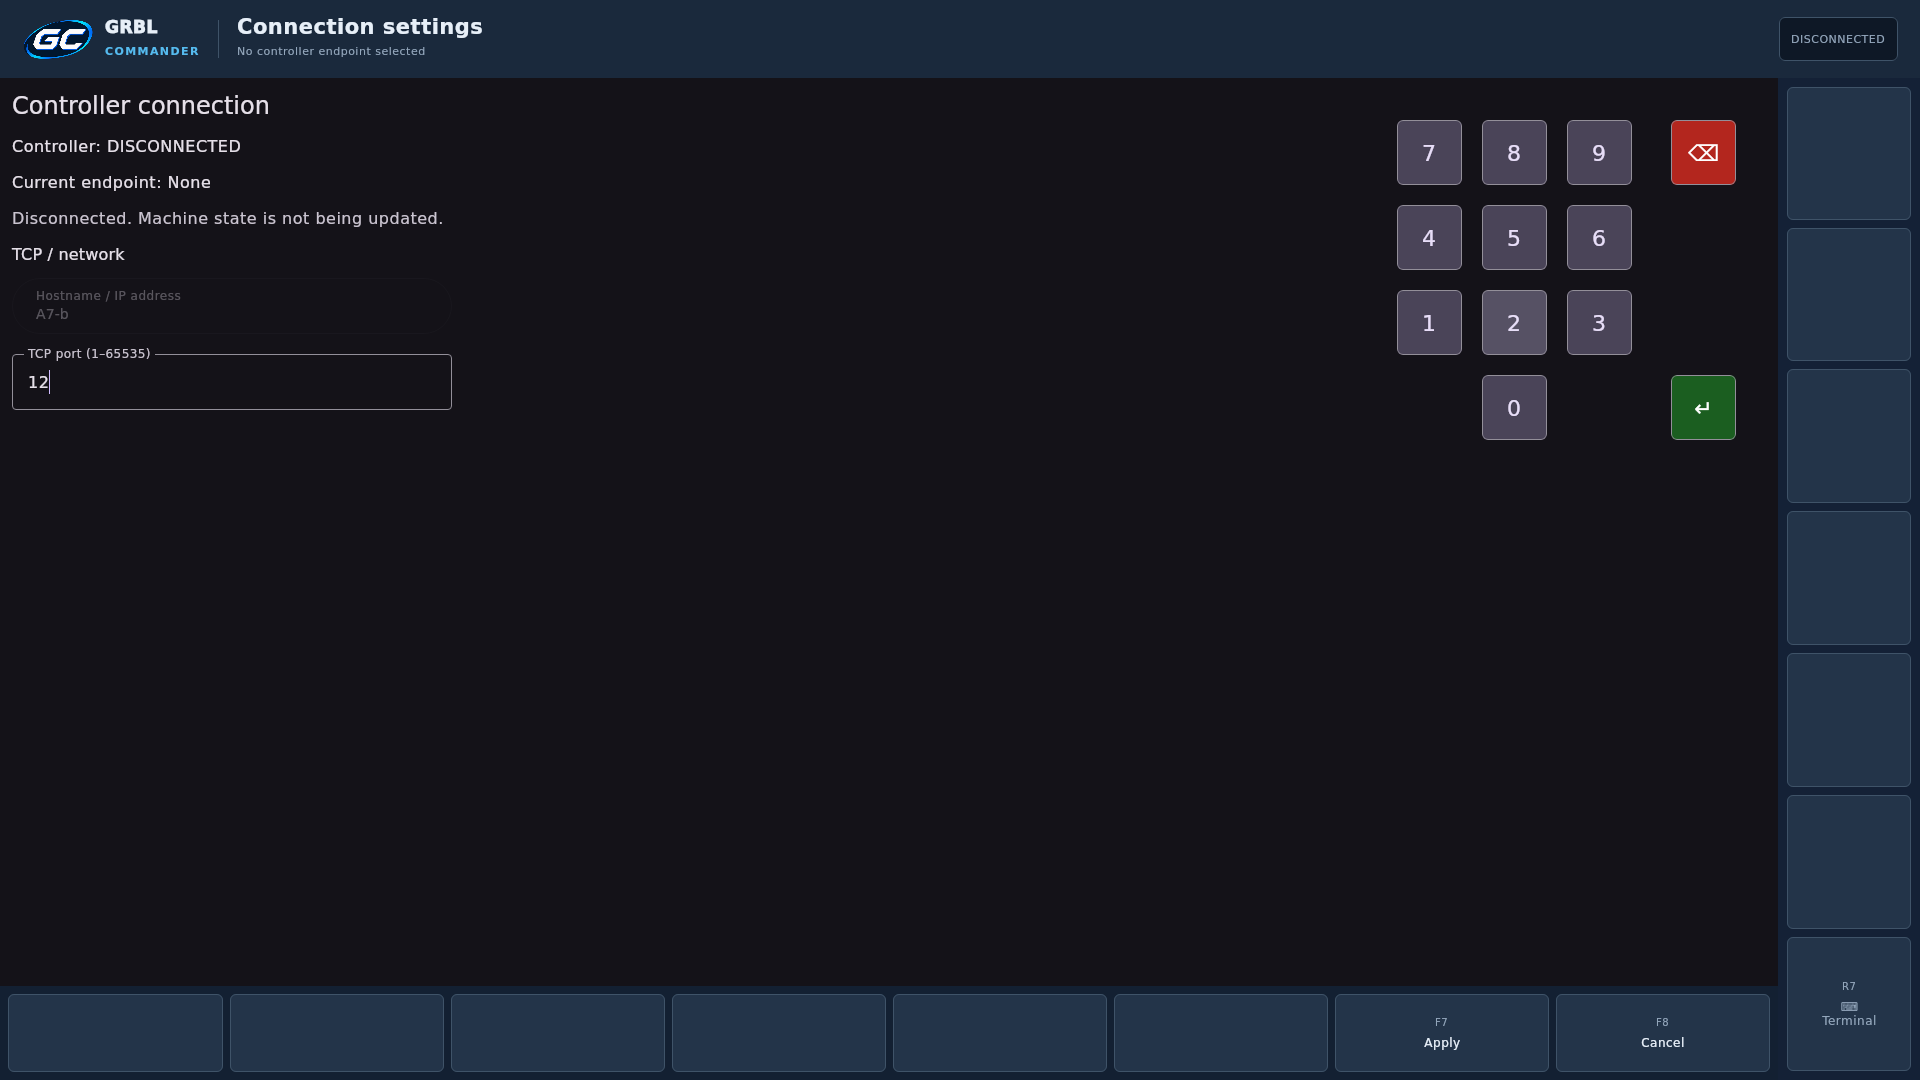 GC
GRBL
COMMANDER
Connection settings
No controller endpoint selected
DISCONNECTED
Controller connection
Controller: DISCONNECTED
Current endpoint: None
Disconnected. Machine state is not being updated.
TCP / network
Hostname / IP address
A7-b
TCP port (1–65535)
12
7 8 9 ⌫
4 5 6
1 2 3
0 ↵
F7
Apply
F8
Cancel
R7
⌨
Terminal